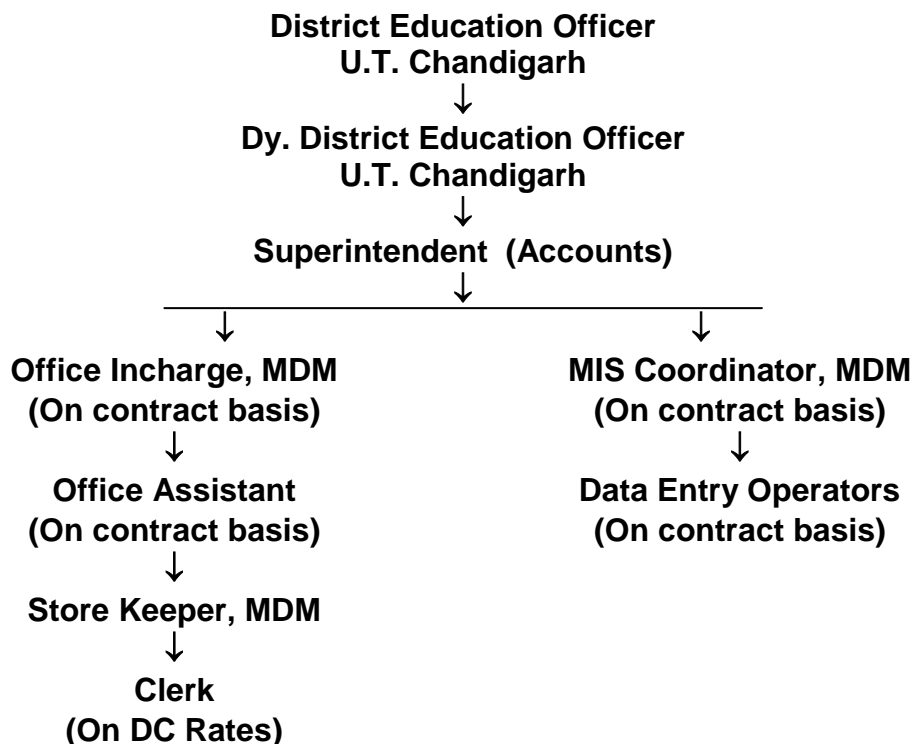 District Education Officer
U.T. Chandigarh
Dy. District Education Officer
U.T. Chandigarh
Superintendent (Accounts)
Office Incharge, MDM
(On contract basis)
Office Assistant
(On contract basis)
Store Keeper, MDM
Clerk
(On DC Rates)
MIS Coordinator, MDM
(On contract basis)
Data Entry Operators
(On contract basis)